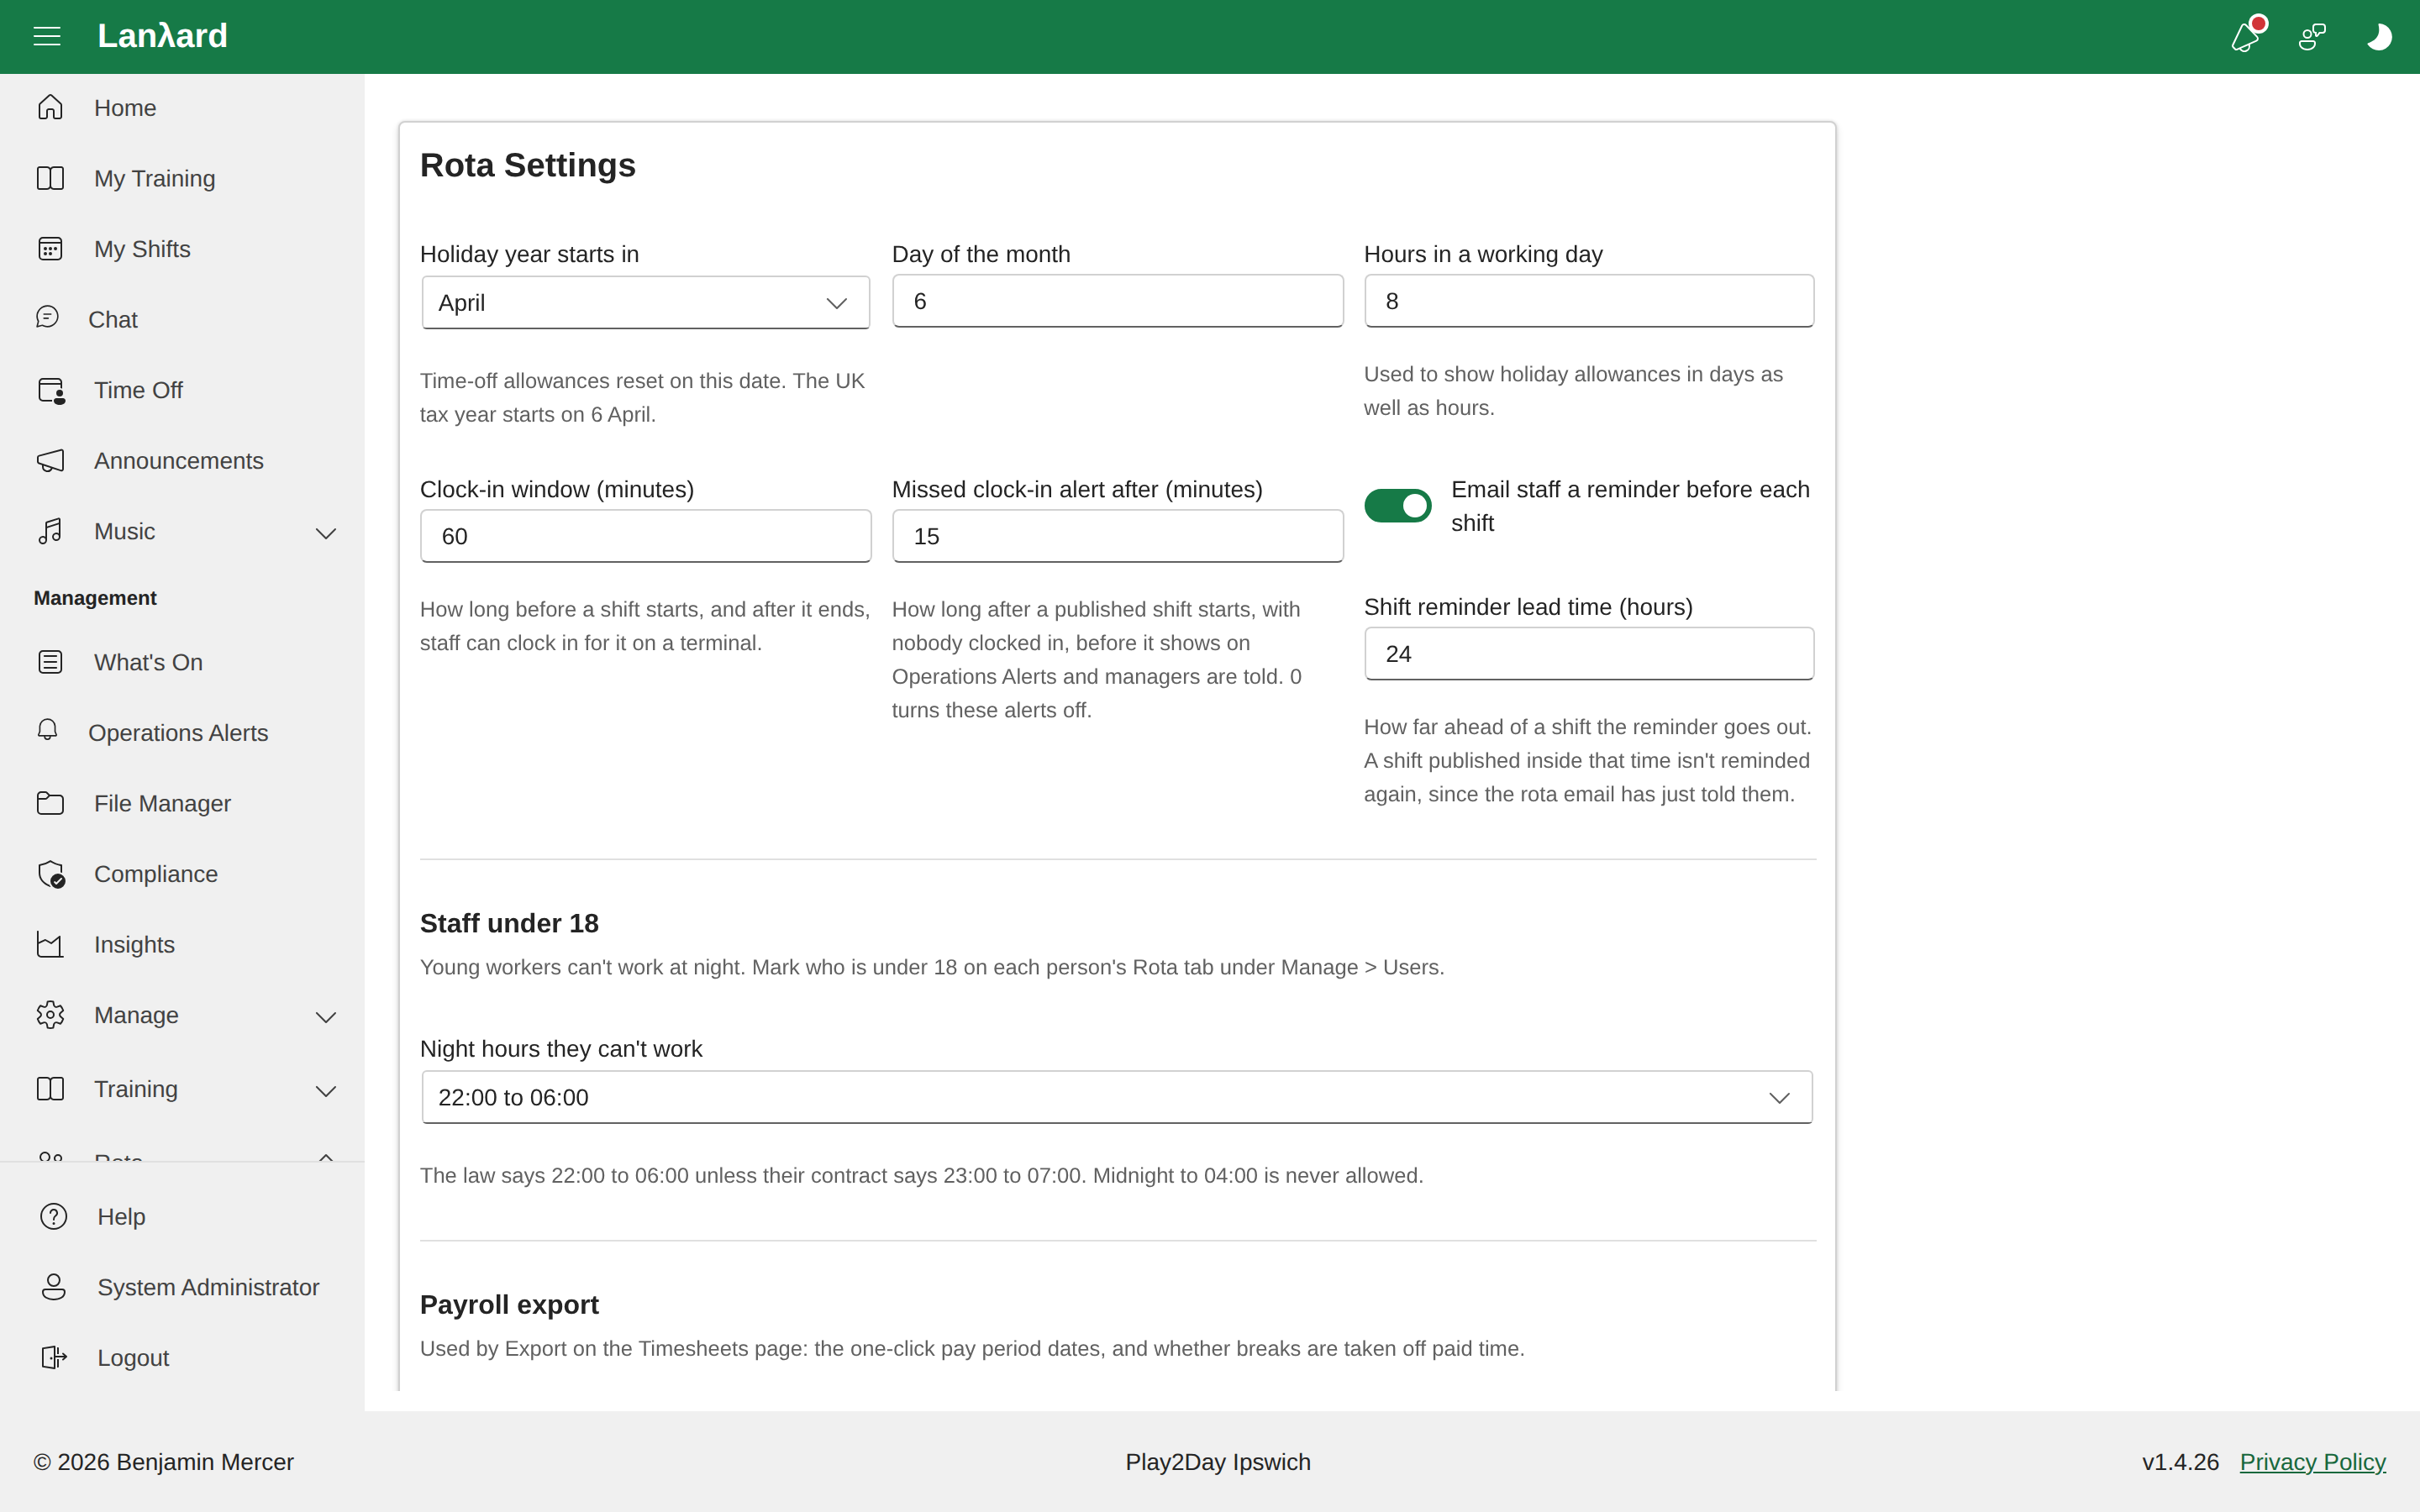 Lanλard
Home
My Training
My Shifts
Chat
Time Off
Announcements
Music
Management
What's On
Operations Alerts
File Manager
Compliance
Insights
Manage
Training
Rota
Help
System Administrator
Logout
Rota Settings
Holiday year starts in
April
Time-off allowances reset on this date. The UK
tax year starts on 6 April.
Day of the month
6
Hours in a working day
8
Used to show holiday allowances in days as
well as hours.
Clock-in window (minutes)
60
How long before a shift starts, and after it ends,
staff can clock in for it on a terminal.
Missed clock-in alert after (minutes)
15
How long after a published shift starts, with
nobody clocked in, before it shows on
Operations Alerts and managers are told. 0
turns these alerts off.
Email staff a reminder before each
shift
Shift reminder lead time (hours)
24
How far ahead of a shift the reminder goes out.
A shift published inside that time isn't reminded
again, since the rota email has just told them.
Staff under 18
Young workers can't work at night. Mark who is under 18 on each person's Rota tab under Manage > Users.
Night hours they can't work
22:00 to 06:00
The law says 22:00 to 06:00 unless their contract says 23:00 to 07:00. Midnight to 04:00 is never allowed.
Payroll export
Used by Export on the Timesheets page: the one-click pay period dates, and whether breaks are taken off paid time.
© 2026 Benjamin Mercer
Play2Day Ipswich
v1.4.26 Privacy Policy